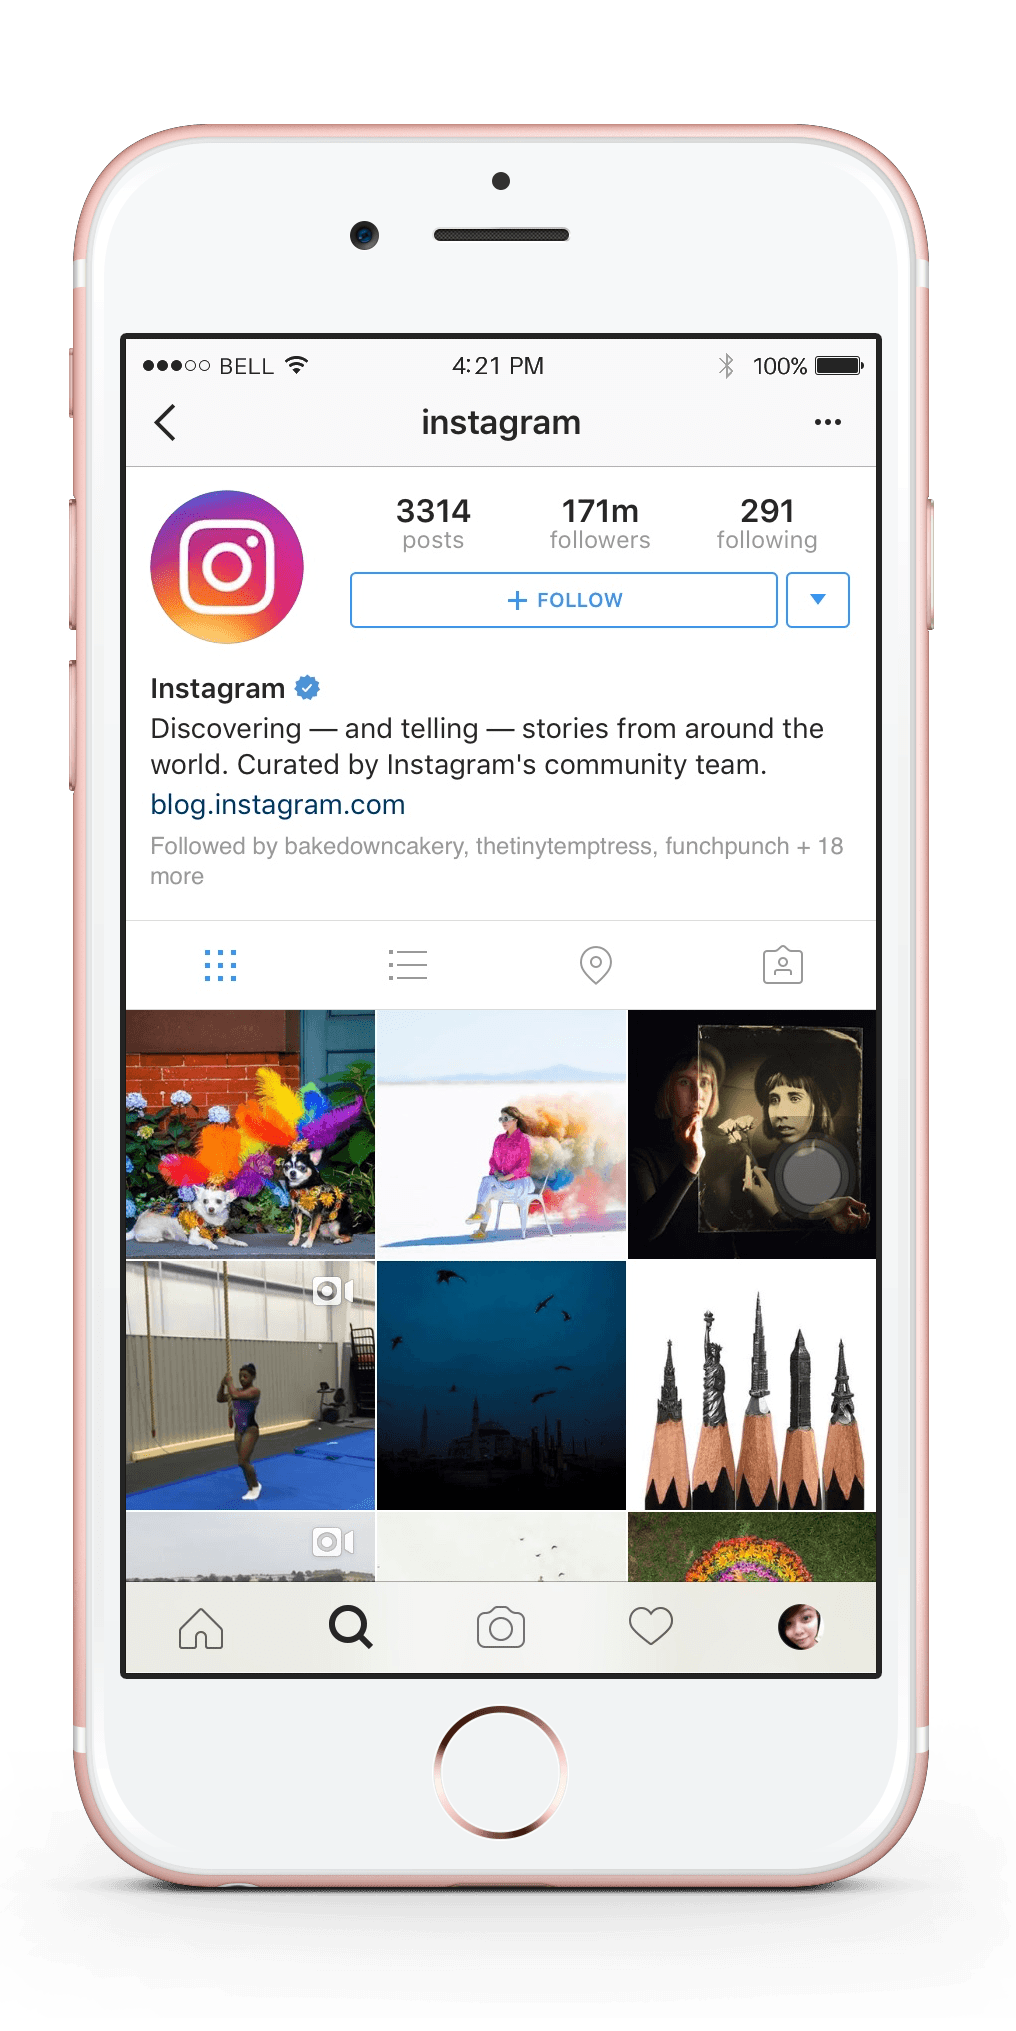 BELL 4:21 PM 100%
instagram
3314 171m 291
posts followers following
+ FOLLOW
Instagram
Discovering — and telling — stories from around the
world. Curated by Instagram's community team.
blog.instagram.com
Followed by bakedowncakery, thetinytemptress, funchpunch + 18
more